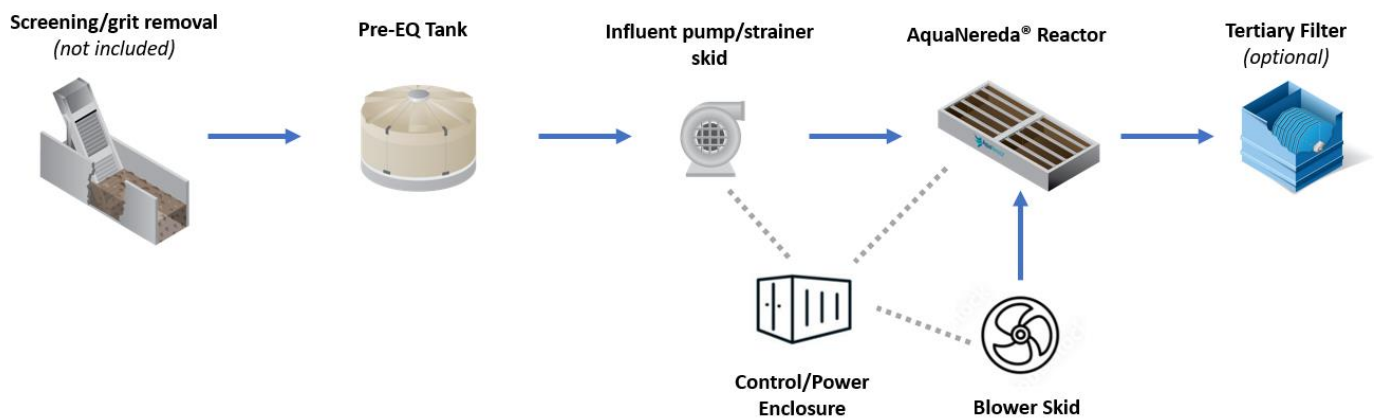 Screening/grit removal
(not included)
Pre-EQ Tank
Influent pump/strainer
skid
AquaNereda® Reactor
Tertiary Filter
(optional)
Control/Power
Enclosure
Blower Skid